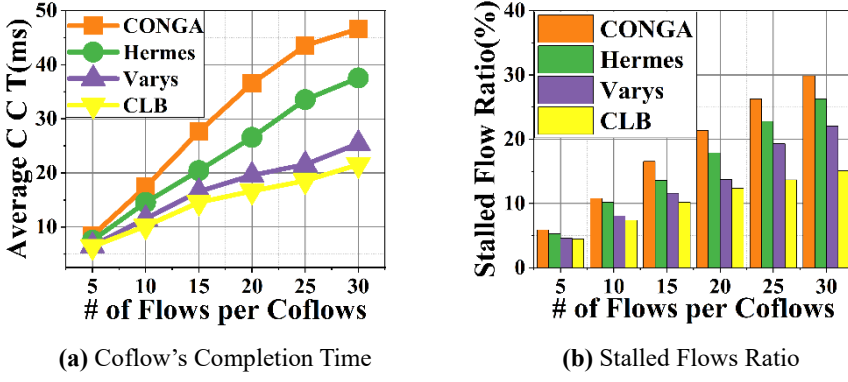 Average C C T(ms)
50
40
30
20
10
CONGA
Hermes
Varys
CLB
5 10 15 20 25 30
# of Flows per Coflows
(a) Coflow's Completion Time
Stalled Flow Ratio(%)
40
30
20
10
0
CONGA
Hermes
Varys
CLB
5 10 15 20 25 30
# of Flows per Coflows
(b) Stalled Flows Ratio